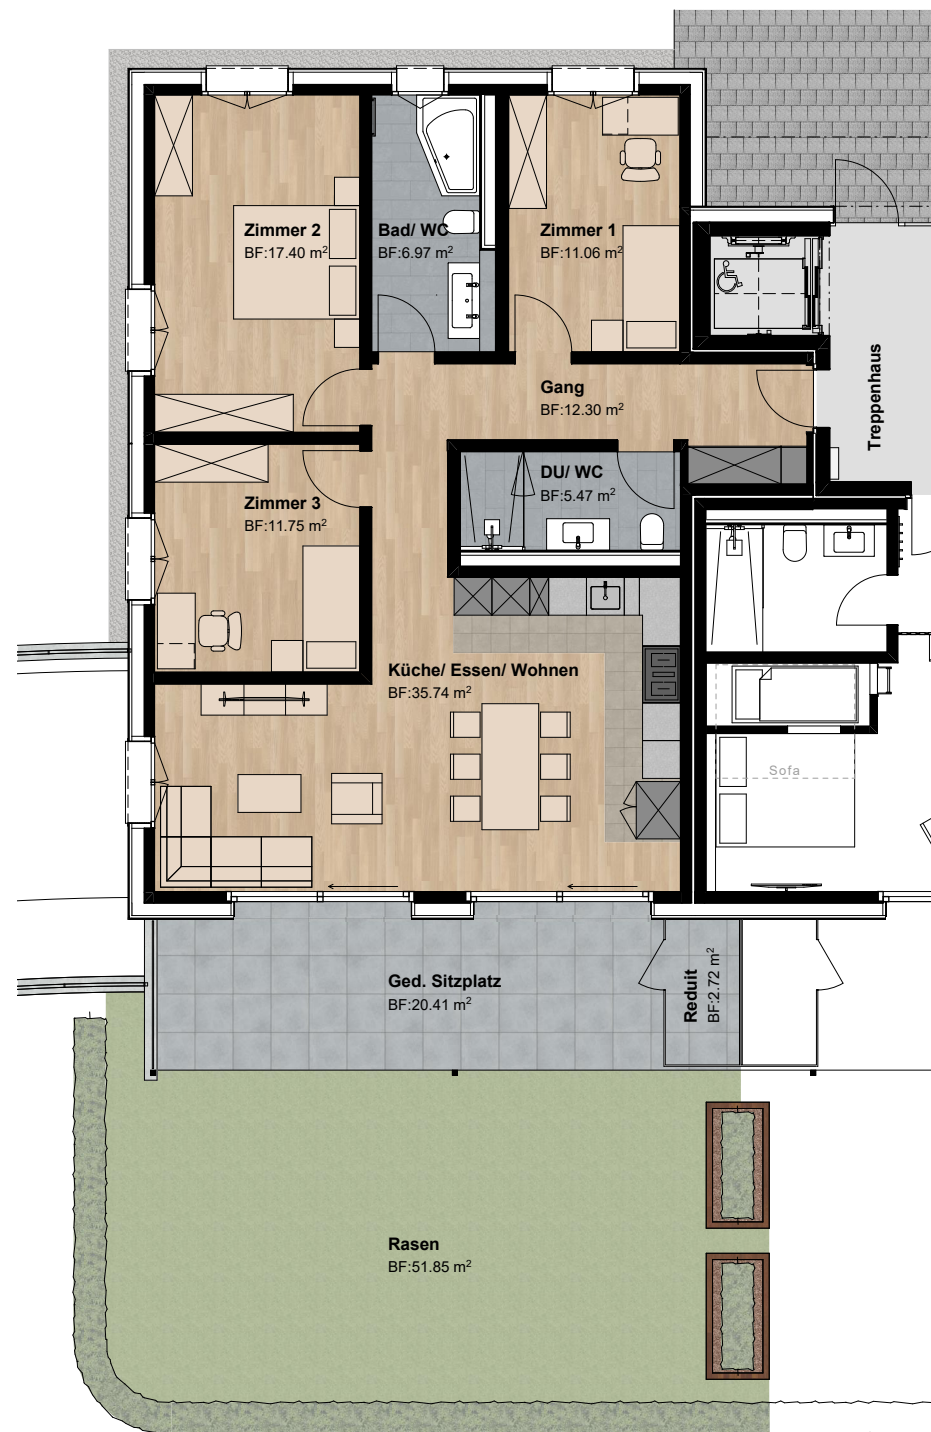 Zimmer 2
BF:17.40 m²
Bad/ WC
BF:6.97 m²
Zimmer 1
BF:11.06 m²
Gang
BF:12.30 m²
Treppenhaus
DU/ WC
BF:5.47 m²
Zimmer 3
BF:11.75 m²
Küche/ Essen/ Wohnen
BF:35.74 m²
Sofa
Ged. Sitzplatz
BF:20.41 m²
Reduit
BF:2.72 m²
Rasen
BF:51.85 m²